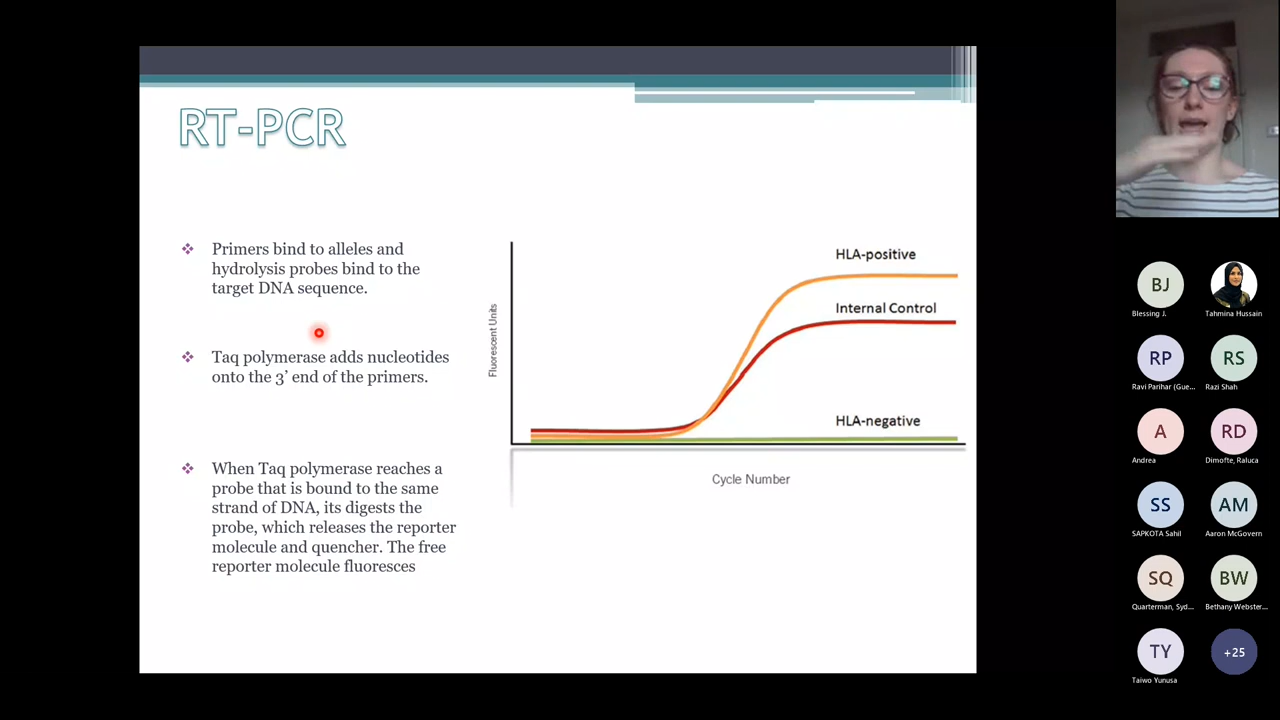 RT-PCR
Primers bind to alleles and
hydrolysis probes bind to the
target DNA sequence.
Taq polymerase adds nucleotides
onto the 3’ end of the primers.
When Taq polymerase reaches a
probe that is bound to the same
strand of DNA, its digests the
probe, which releases the reporter
molecule and quencher. The free
reporter molecule fluoresces
Fluorescent Units
HLA-positive
Internal Control
HLA-negative
Cycle Number
BJ
Blessing J.
Tahmina Hussain
RP
Ravi Parihar (Gue...
RS
Razi Shah
A
Andrea
RD
Dimofte, Raluca
SS
SAPKOTA Sahil
AM
Aaron McGovern
SQ
Quarterman, Syd...
BW
Bethany Webster...
TY
Taiwo Yunusa
+25